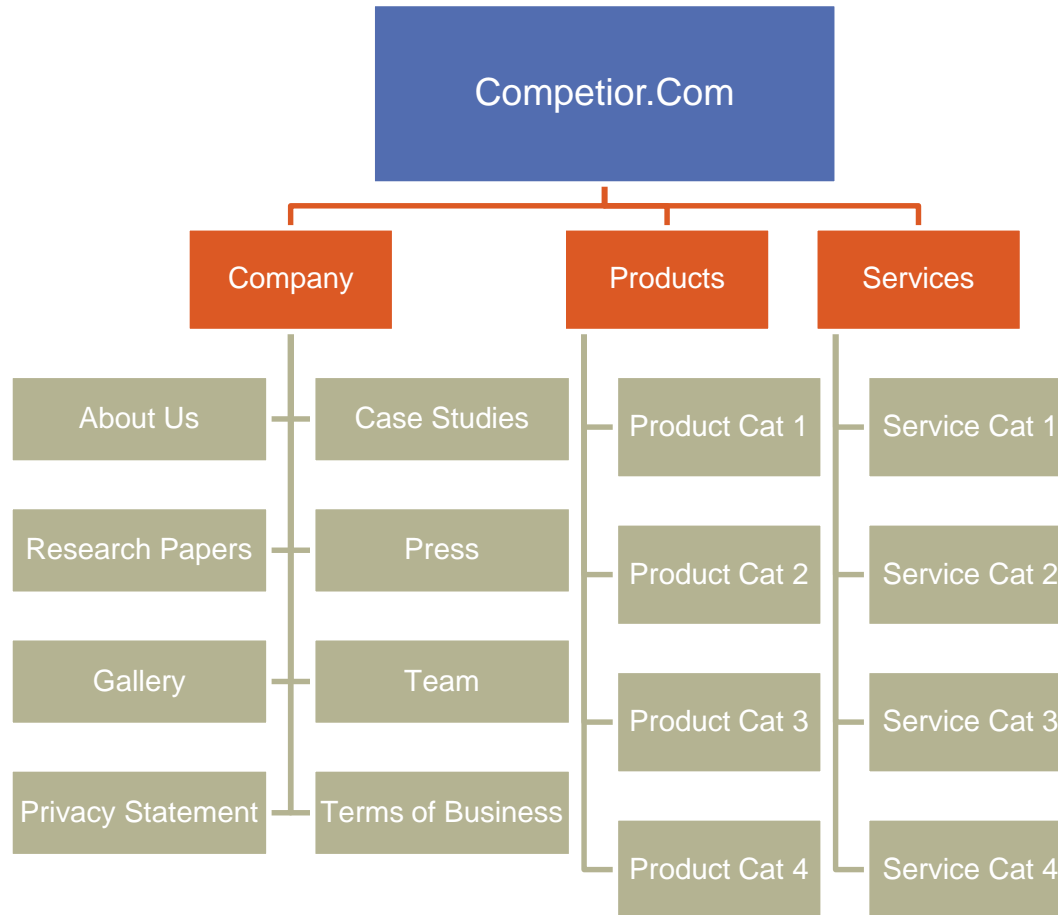 Competior.Com
Company
Products
Services
About Us
Case Studies
Research Papers
Press
Gallery
Team
Privacy Statement
Terms of Business
Product Cat 1
Product Cat 2
Product Cat 3
Product Cat 4
Service Cat 1
Service Cat 2
Service Cat 3
Service Cat 4